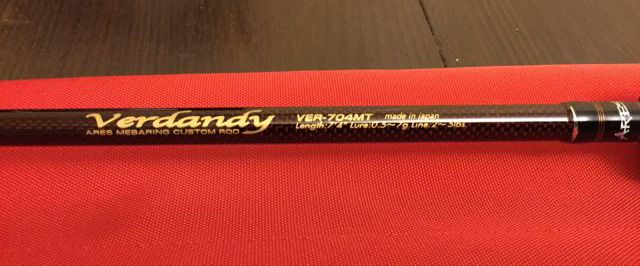 Verdandy
ARES MEBARING CUSTOM ROD
VER-704MT made in japan
Length:7'4" Lure:0.5~7g Line:2~5lbs.
ARES